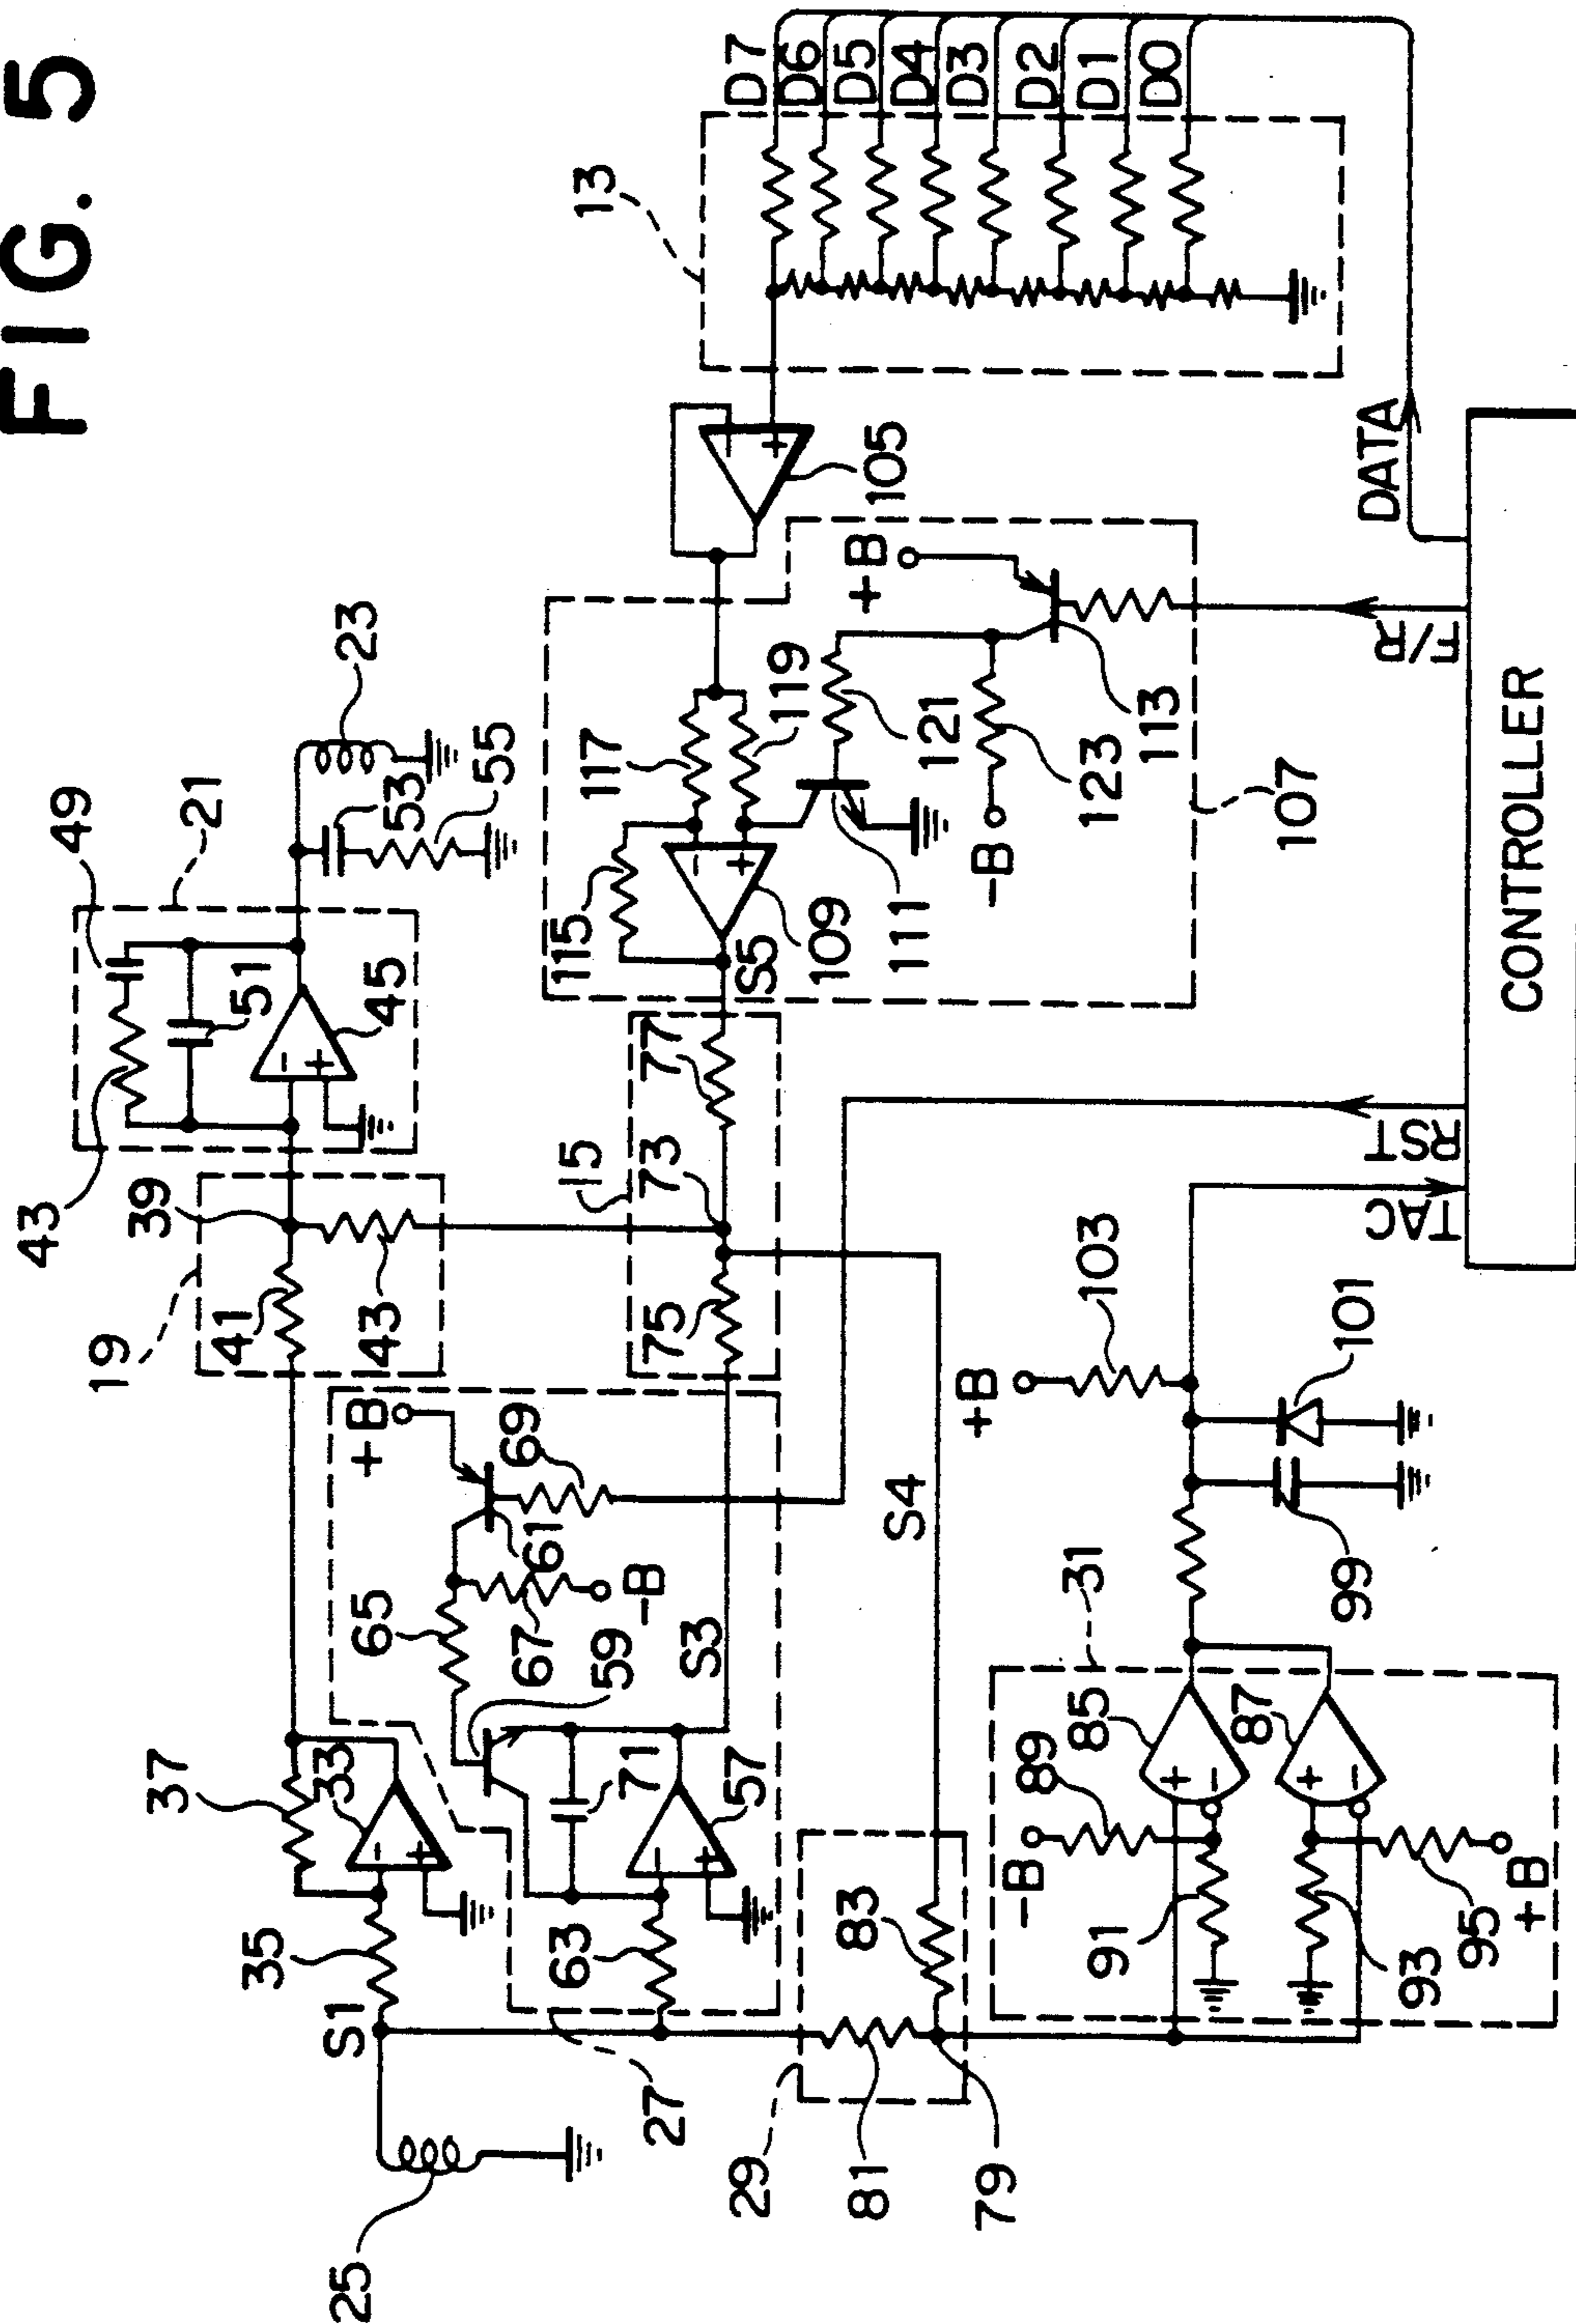 FIG. 5
49
21
23
43
51
45
53
55
39
19
41
43
37
33
35
S1
25
+B
65
69
61
67
-B
59
71
57
63
S3
27
15
73
75
77
S5
115
117
119
109
111
121
123
-B
+B
113
107
105
13
D7
D6
D5
D4
D3
D2
D1
D0
S4
29
83
81
79
31
-B
89
85
87
91
93
95
+B
+B
103
99
101
TAC
RST
F/R
DATA
CONTROLLER